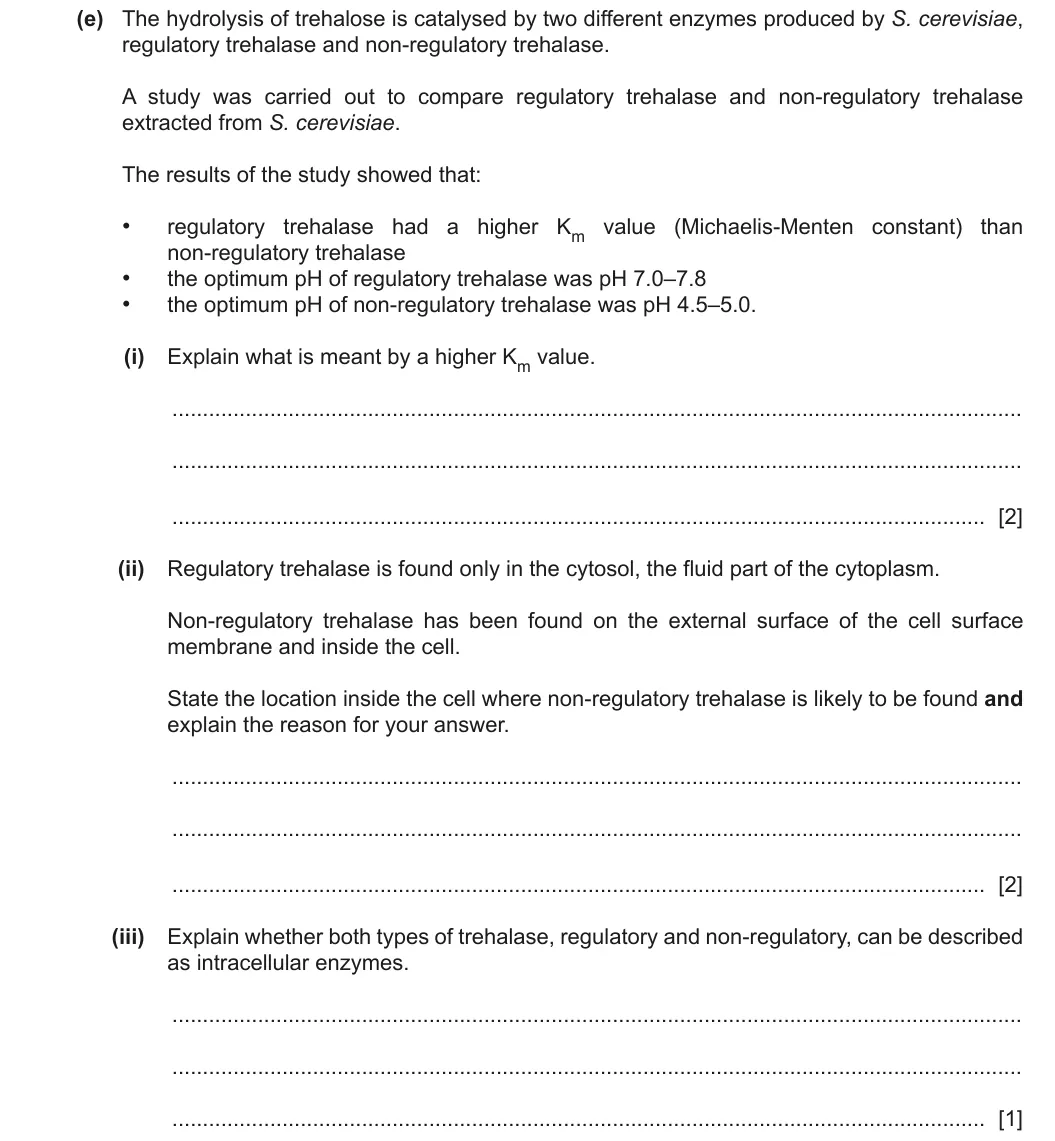 (e) The hydrolysis of trehalose is catalysed by two different enzymes produced by S. cerevisiae,
regulatory trehalase and non-regulatory trehalase.
A study was carried out to compare regulatory trehalase and non-regulatory trehalase
extracted from S. cerevisiae.
The results of the study showed that:
• regulatory trehalase had a higher Km value (Michaelis-Menten constant) than
non-regulatory trehalase
• the optimum pH of regulatory trehalase was pH 7.0–7.8
• the optimum pH of non-regulatory trehalase was pH 4.5–5.0.
(i) Explain what is meant by a higher Km value.
[2]
(ii) Regulatory trehalase is found only in the cytosol, the fluid part of the cytoplasm.
Non-regulatory trehalase has been found on the external surface of the cell surface
membrane and inside the cell.
State the location inside the cell where non-regulatory trehalase is likely to be found and
explain the reason for your answer.
[2]
(iii) Explain whether both types of trehalase, regulatory and non-regulatory, can be described
as intracellular enzymes.
[1]